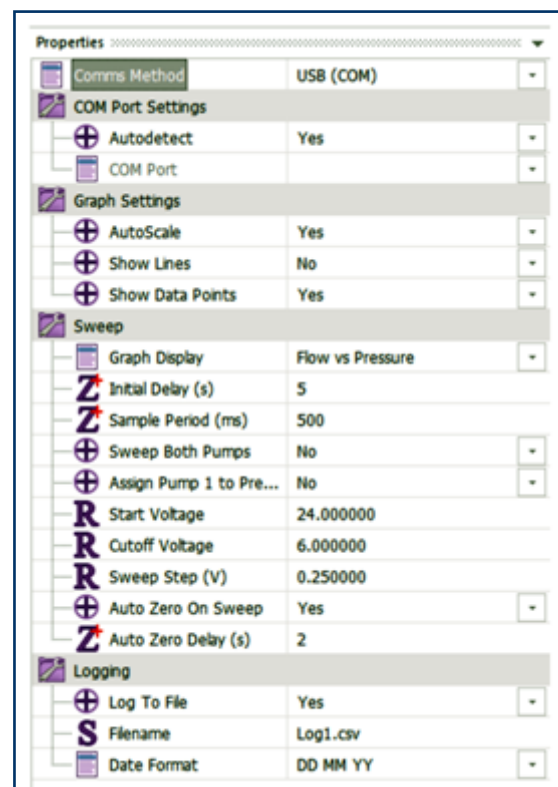 Properties
Comms Method USB (COM)
COM Port Settings
Autodetect Yes
COM Port
Graph Settings
AutoScale Yes
Show Lines No
Show Data Points Yes
Sweep
Graph Display Flow vs Pressure
Z+ Initial Delay (s) 5
Z+ Sample Period (ms) 500
Sweep Both Pumps No
Assign Pump 1 to Pre... No
R Start Voltage 24.000000
R Cutoff Voltage 6.000000
R Sweep Step (V) 0.250000
Auto Zero On Sweep Yes
Z+ Auto Zero Delay (s) 2
Logging
Log To File Yes
S Filename Log1.csv
Date Format DD MM YY